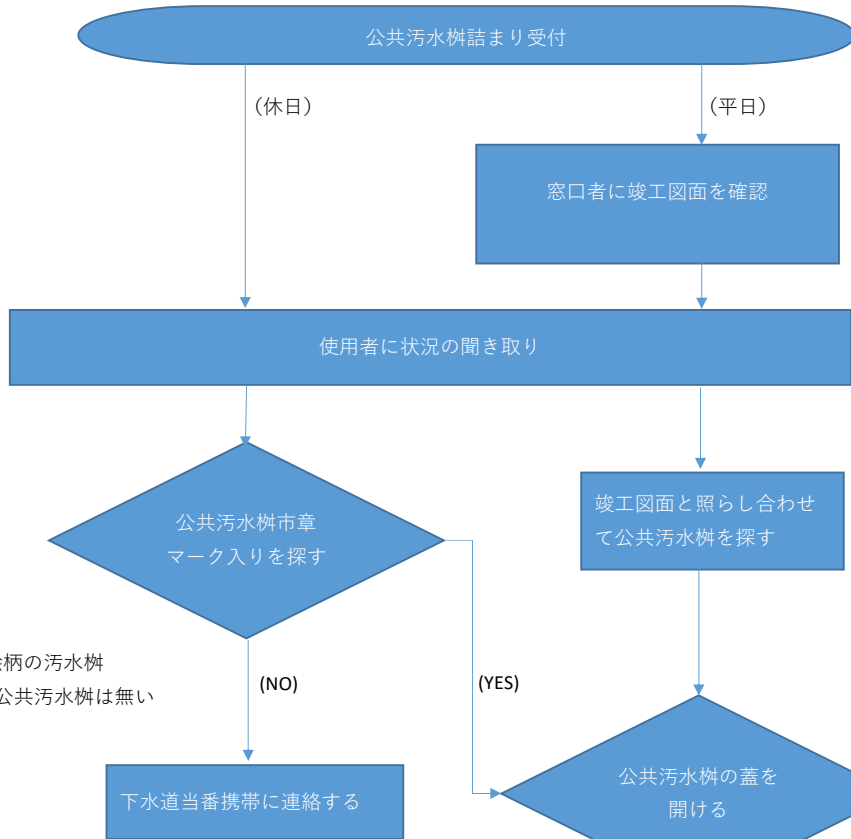 公共汚水桝詰まり受付
(休日)
(平日)
窓口者に竣工図面を確認
使用者に状況の聞き取り
公共汚水桝市章
マーク入りを探す
竣工図面と照らし合わせ
て公共汚水桝を探す
柄の汚水桝
公共汚水桝は無い
(NO)
(YES)
下水道当番携帯に連絡する
公共汚水桝の蓋を
開ける